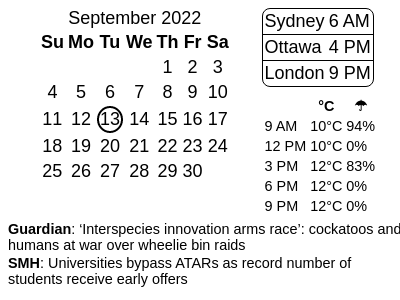 September 2022
Su Mo Tu We Th Fr Sa
1 2 3
4 5 6 7 8 9 10
11 12 13 14 15 16 17
18 19 20 21 22 23 24
25 26 27 28 29 30
Sydney 6 AM
Ottawa 4 PM
London 9 PM
°C ☂
9 AM 10°C 94%
12 PM 10°C 0%
3 PM 12°C 83%
6 PM 12°C 0%
9 PM 12°C 0%
Guardian: ‘Interspecies innovation arms race’: cockatoos and
humans at war over wheelie bin raids
SMH: Universities bypass ATARs as record number of
students receive early offers